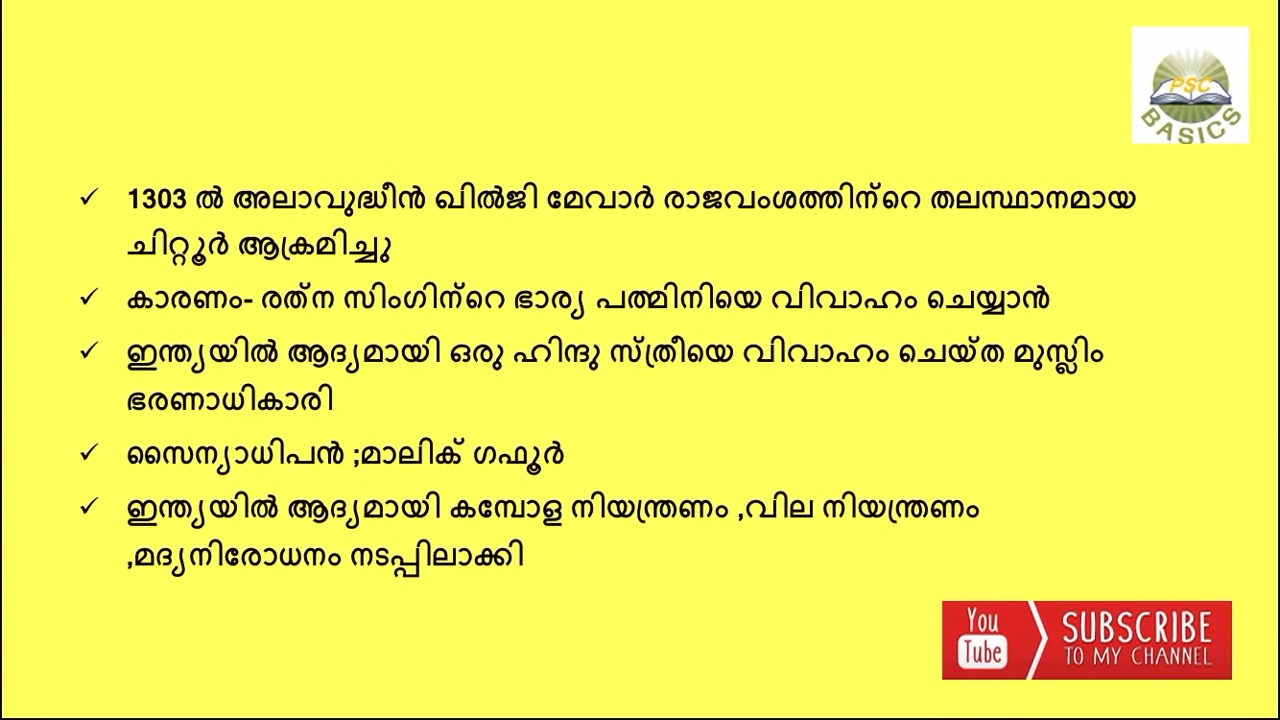 PSC
BASICS
✓ 1303 ൽ അലാവുദ്ധീൻ ഖിൽജി മേവാർ രാജവംശത്തിന്റെ തലസ്ഥാനമായ
ചിറ്റൂർ ആക്രമിച്ചു
✓ കാരണം- രത്ന സിംഗിന്റെ ഭാര്യ പത്മിനിയെ വിവാഹം ചെയ്യാൻ
✓ ഇന്ത്യയിൽ ആദ്യമായി ഒരു ഹിന്ദു സ്ത്രീയെ വിവാഹം ചെയ്ത മുസ്ലിം
ഭരണാധികാരി
✓ സൈന്യാധിപൻ ;മാലിക് ഗഫൂർ
✓ ഇന്ത്യയിൽ ആദ്യമായി കമ്പോള നിയന്ത്രണം ,വില നിയന്ത്രണം
,മദ്യനിരോധനം നടപ്പിലാക്കി
You
Tube
SUBSCRIBE
TO MY CHANNEL